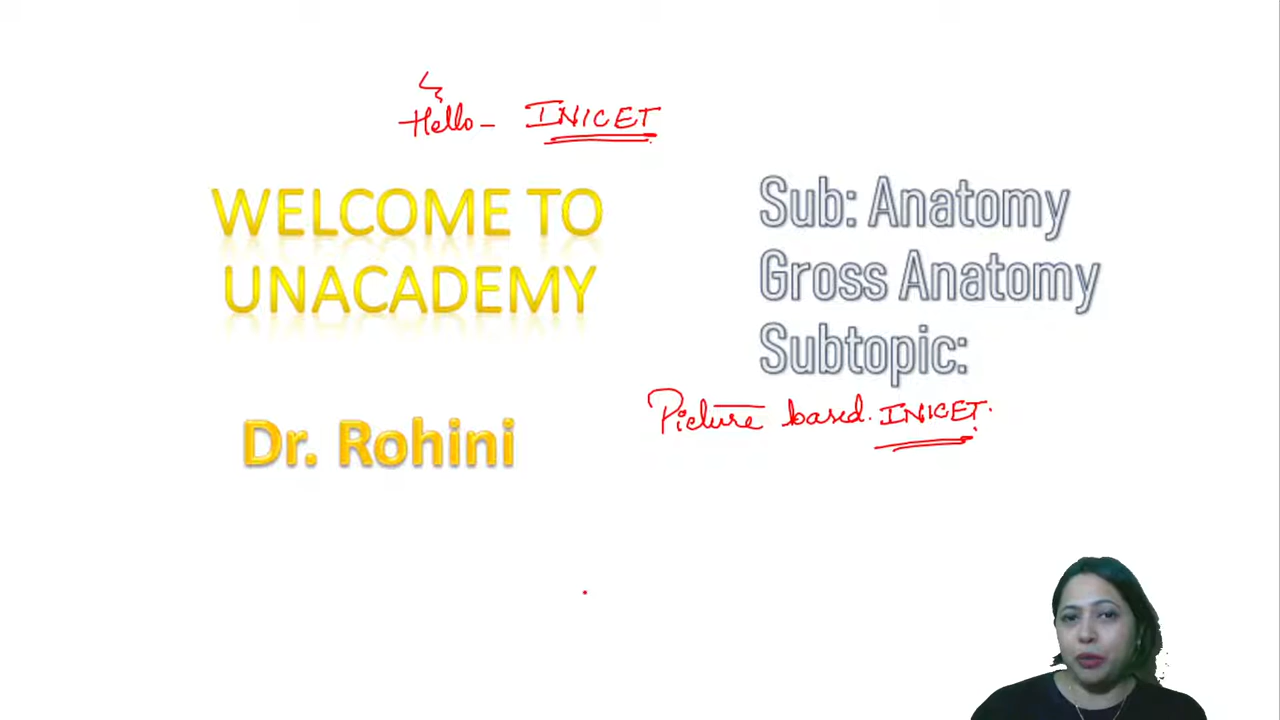 Hello - INICET
WELCOME TO
UNACADEMY
Dr. Rohini
Sub: Anatomy
Gross Anatomy
Subtopic:
Picture based. INICET.